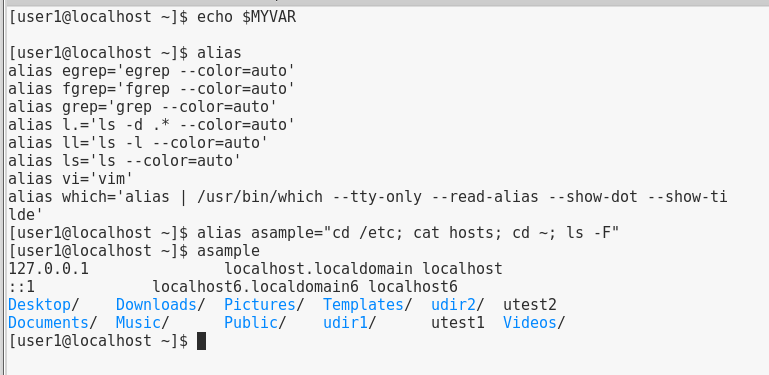 [user1@localhost ~]$ echo $MYVAR

[user1@localhost ~]$ alias
alias egrep='egrep --color=auto'
alias fgrep='fgrep --color=auto'
alias grep='grep --color=auto'
alias l.='ls -d .* --color=auto'
alias ll='ls -l --color=auto'
alias ls='ls --color=auto'
alias vi='vim'
alias which='alias | /usr/bin/which --tty-only --read-alias --show-dot --show-ti
lde'
[user1@localhost ~]$ alias asample="cd /etc; cat hosts; cd ~; ls -F"
[user1@localhost ~]$ asample
127.0.0.1               localhost.localdomain localhost
::1             localhost6.localdomain6 localhost6
Desktop/    Downloads/  Pictures/  Templates/  udir2/  utest2
Documents/  Music/      Public/    udir1/      utest1  Videos/
[user1@localhost ~]$